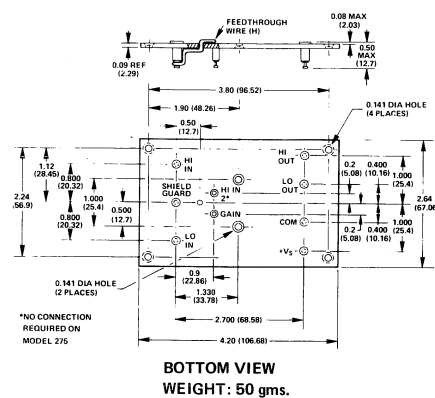 FEEDTHROUGH
WIRE (H)
0.08 MAX
(2.03)
0.50
MAX
(12.7)
0.09 REF
(2.29)
3.80 (96.52)
1.90 (48.26)
0.141 DIA HOLE
(4 PLACES)
0.50
(12.7)
HI
IN
HI
OUT
0.2
(5.08)
0.400
(10.16)
1.000
(25.4)
1.12
(28.45)
0.800
(20.32)
1.000
(25.4)
2.24
(56.9)
SHIELD
GUARD
HI IN
2*
LO
OUT
2.64
(67.06
0.800
(20.32)
0.500
(12.7)
GAIN
COM
0.2
(5.08)
0.400
(10.16)
1.000
(25.4)
LO
IN
+VS
0.141 DIA HOLE
(2 PLACES)
0.9
(22.86)
1.330
(33.78)
*NO CONNECTION
REQUIRED ON
MODEL 275
2.700 (68.58)
4.20 (106.68)
BOTTOM VIEW
WEIGHT: 50 gms.